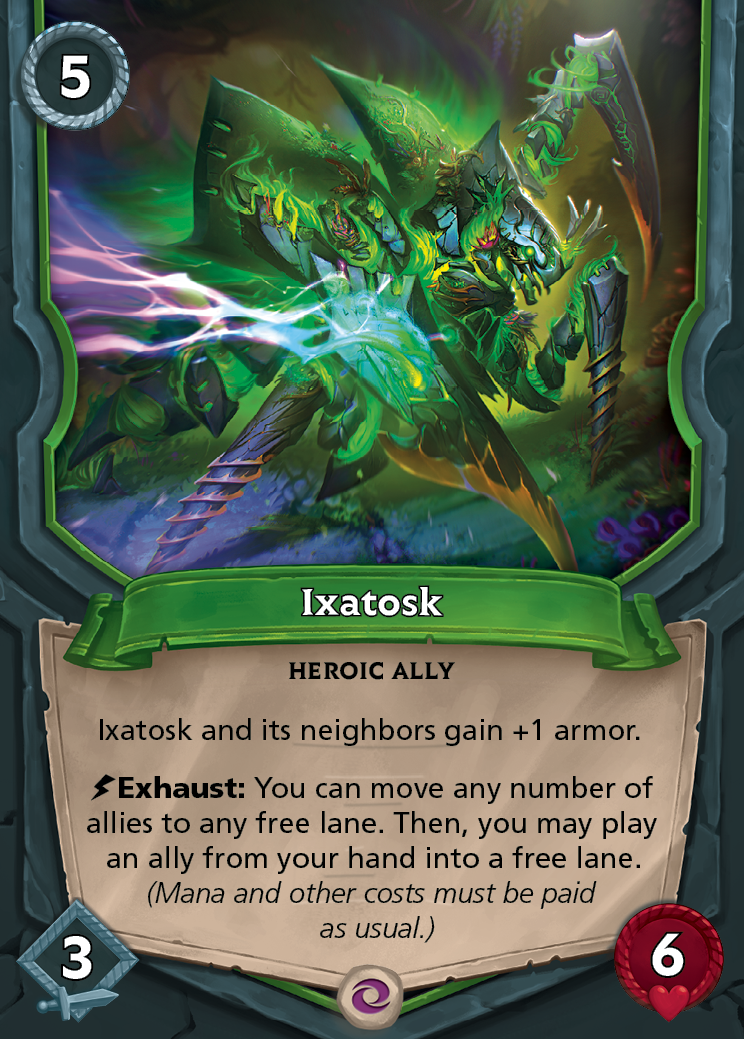 5
Ixatosk
HEROIC ALLY
Ixatosk and its neighbors gain +1 armor.
Exhaust: You can move any number of
allies to any free lane. Then, you may play
an ally from your hand into a free lane.
(Mana and other costs must be paid
as usual.)
3
6